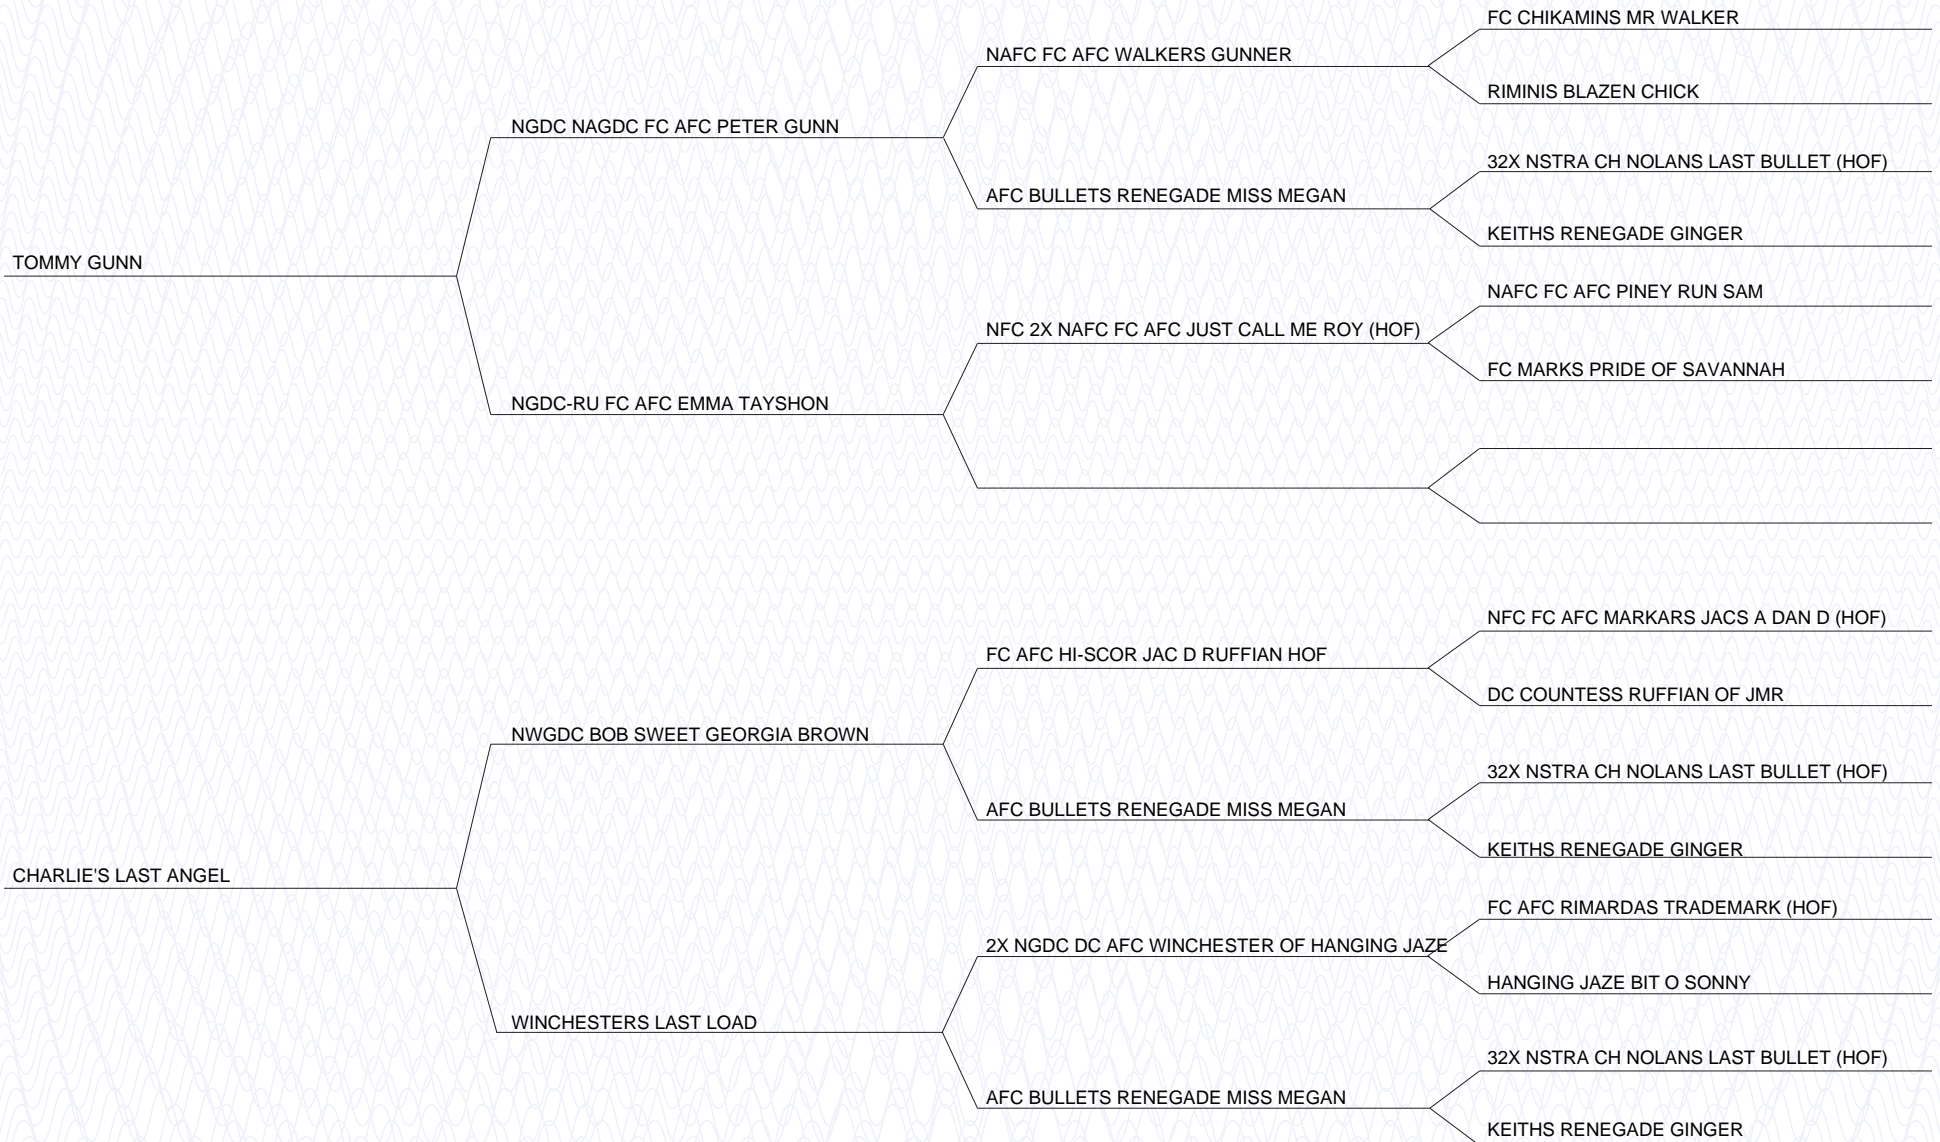 FC CHIKAMINS MR WALKER
NAFC FC AFC WALKERS GUNNER
RIMINIS BLAZEN CHICK
NGDC NAGDC FC AFC PETER GUNN
32X NSTRA CH NOLANS LAST BULLET (HOF)
AFC BULLETS RENEGADE MISS MEGAN
KEITHS RENEGADE GINGER
TOMMY GUNN
NAFC FC AFC PINEY RUN SAM
NFC 2X NAFC FC AFC JUST CALL ME ROY (HOF)
FC MARKS PRIDE OF SAVANNAH
NGDC-RU FC AFC EMMA TAYSHON
NFC FC AFC MARKARS JACS A DAN D (HOF)
FC AFC HI-SCOR JAC D RUFFIAN HOF
DC COUNTESS RUFFIAN OF JMR
NWGDC BOB SWEET GEORGIA BROWN
32X NSTRA CH NOLANS LAST BULLET (HOF)
AFC BULLETS RENEGADE MISS MEGAN
KEITHS RENEGADE GINGER
CHARLIE'S LAST ANGEL
FC AFC RIMARDAS TRADEMARK (HOF)
2X NGDC DC AFC WINCHESTER OF HANGING JAZE
HANGING JAZE BIT O SONNY
WINCHESTERS LAST LOAD
32X NSTRA CH NOLANS LAST BULLET (HOF)
AFC BULLETS RENEGADE MISS MEGAN
KEITHS RENEGADE GINGER